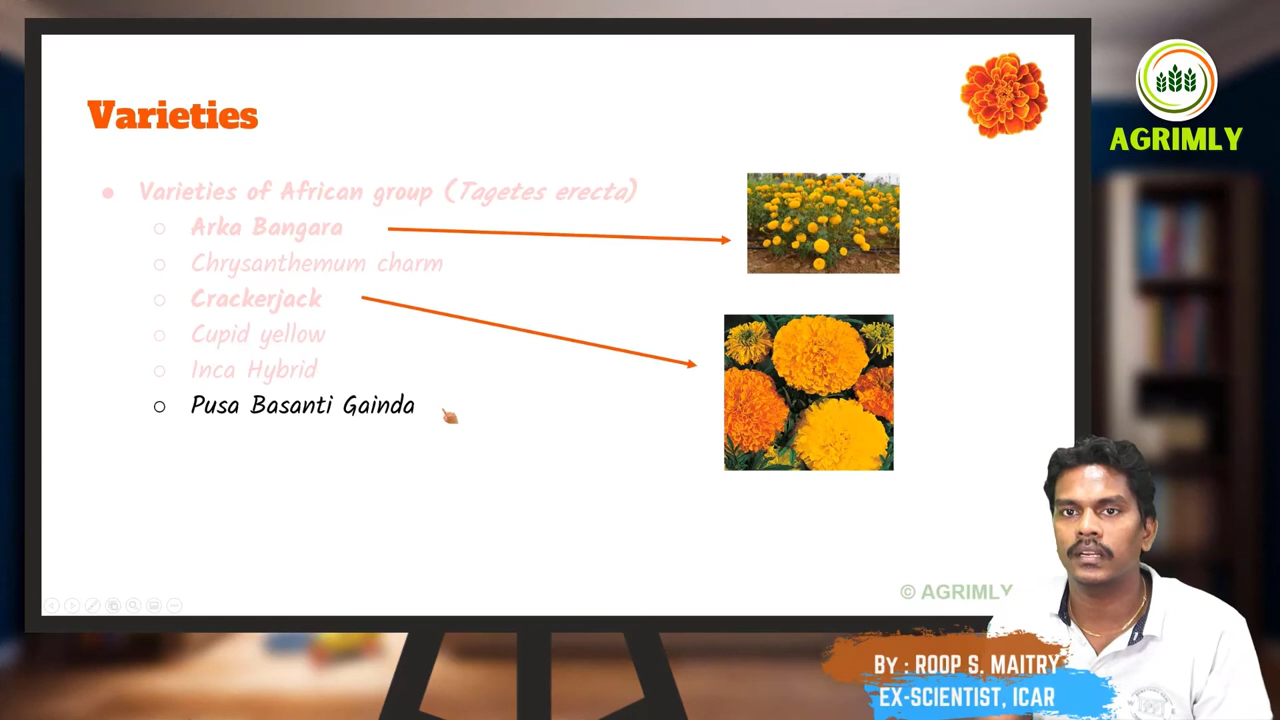 Varieties
AGRIMLY
Varieties of African group (Tagetes erecta)
Arka Bangara
Chrysanthemum charm
Crackerjack
Cupid yellow
Inca Hybrid
Pusa Basanti Gainda
© AGRIMLY
BY : ROOP S. MAITRY
EX-SCIENTIST, ICAR